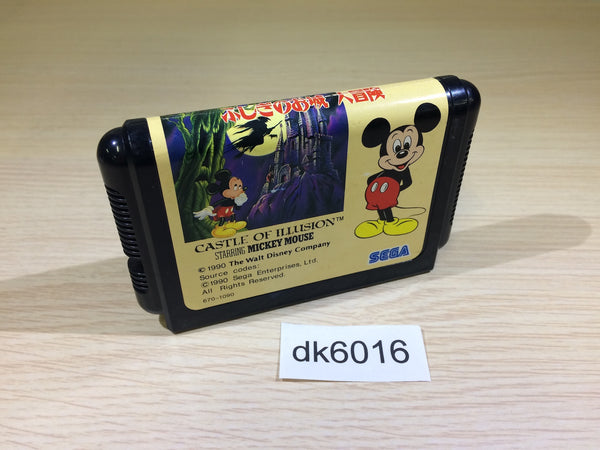 ふしぎのお城 大冒険
CASTLE OF ILLUSION™
STARRING MICKEY MOUSE
© 1990 The Walt Disney Company
Source codes:
© 1990 Sega Enterprises, Ltd.
All Rights Reserved.
670-1090
SEGA
dk6016